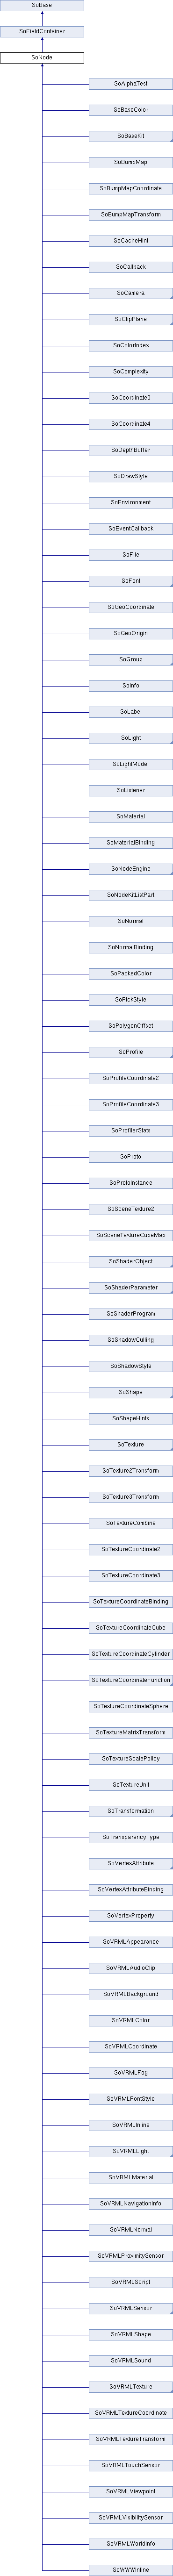 SoBase
SoFieldContainer
SoNode
SoAlphaTest
SoBaseColor
SoBaseKit
SoBumpMap
SoBumpMapCoordinate
SoBumpMapTransform
SoCacheHint
SoCallback
SoCamera
SoClipPlane
SoColorIndex
SoComplexity
SoCoordinate3
SoCoordinate4
SoDepthBuffer
SoDrawStyle
SoEnvironment
SoEventCallback
SoFile
SoFont
SoGeoCoordinate
SoGeoOrigin
SoGroup
SoInfo
SoLabel
SoLight
SoLightModel
SoListener
SoMaterial
SoMaterialBinding
SoNodeEngine
SoNodeKitListPart
SoNormal
SoNormalBinding
SoPackedColor
SoPickStyle
SoPolygonOffset
SoProfile
SoProfileCoordinate2
SoProfileCoordinate3
SoProfilerStats
SoProto
SoProtoInstance
SoSceneTexture2
SoSceneTextureCubeMap
SoShaderObject
SoShaderParameter
SoShaderProgram
SoShadowCulling
SoShadowStyle
SoShape
SoShapeHints
SoTexture
SoTexture2Transform
SoTexture3Transform
SoTextureCombine
SoTextureCoordinate2
SoTextureCoordinate3
SoTextureCoordinateBinding
SoTextureCoordinateCube
SoTextureCoordinateCylinder
SoTextureCoordinateFunction
SoTextureCoordinateSphere
SoTextureMatrixTransform
SoTextureScalePolicy
SoTextureUnit
SoTransformation
SoTransparencyType
SoVertexAttribute
SoVertexAttributeBinding
SoVertexProperty
SoVRMLAppearance
SoVRMLAudioClip
SoVRMLBackground
SoVRMLColor
SoVRMLCoordinate
SoVRMLFog
SoVRMLFontStyle
SoVRMLInline
SoVRMLLight
SoVRMLMaterial
SoVRMLNavigationInfo
SoVRMLNormal
SoVRMLProximitySensor
SoVRMLScript
SoVRMLSensor
SoVRMLShape
SoVRMLSound
SoVRMLTexture
SoVRMLTextureCoordinate
SoVRMLTextureTransform
SoVRMLTouchSensor
SoVRMLViewpoint
SoVRMLVisibilitySensor
SoVRMLWorldInfo
SoWWWInline